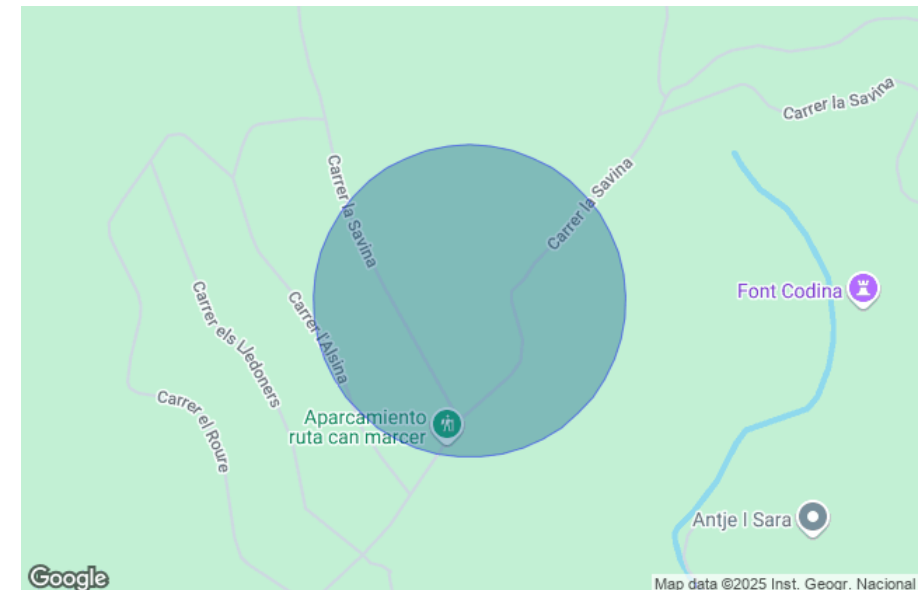 Carrer la Savina
Carrer la Savina
Carrer la Savina
Font Codina
Carrer els Lledoners
Carrer l'Alsina
Carrer el Roure
Aparcamiento
ruta can marcer
Antje I Sara
Google
Map data ©2025 Inst. Geogr. Nacional